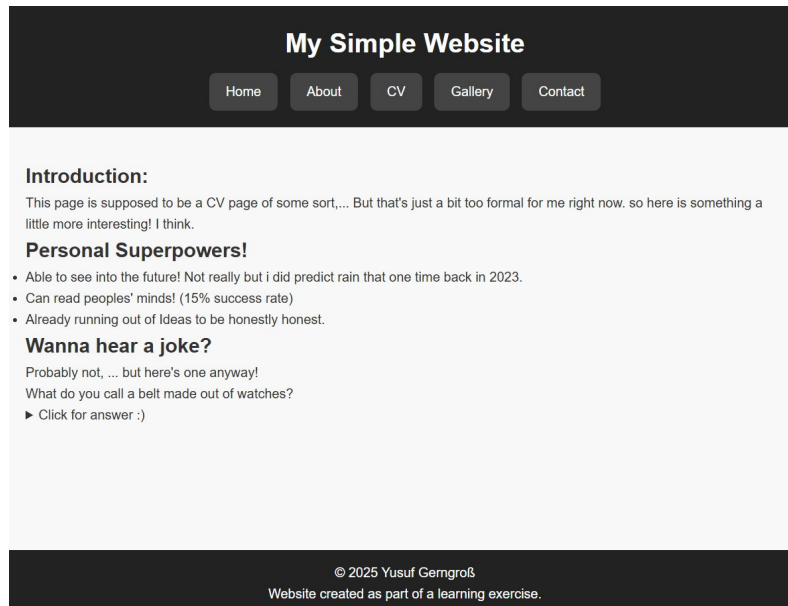 My Simple Website
Home About CV Gallery Contact
Introduction:
This page is supposed to be a CV page of some sort,... But that's just a bit too formal for me right now. so here is something a
little more interesting! I think.
Personal Superpowers!
Able to see into the future! Not really but i did predict rain that one time back in 2023.
Can read peoples' minds! (15% success rate)
Already running out of Ideas to be honestly honest.
Wanna hear a joke?
Probably not, ... but here's one anyway!
What do you call a belt made out of watches?
Click for answer :)
© 2025 Yusuf Gerngroß
Website created as part of a learning exercise.